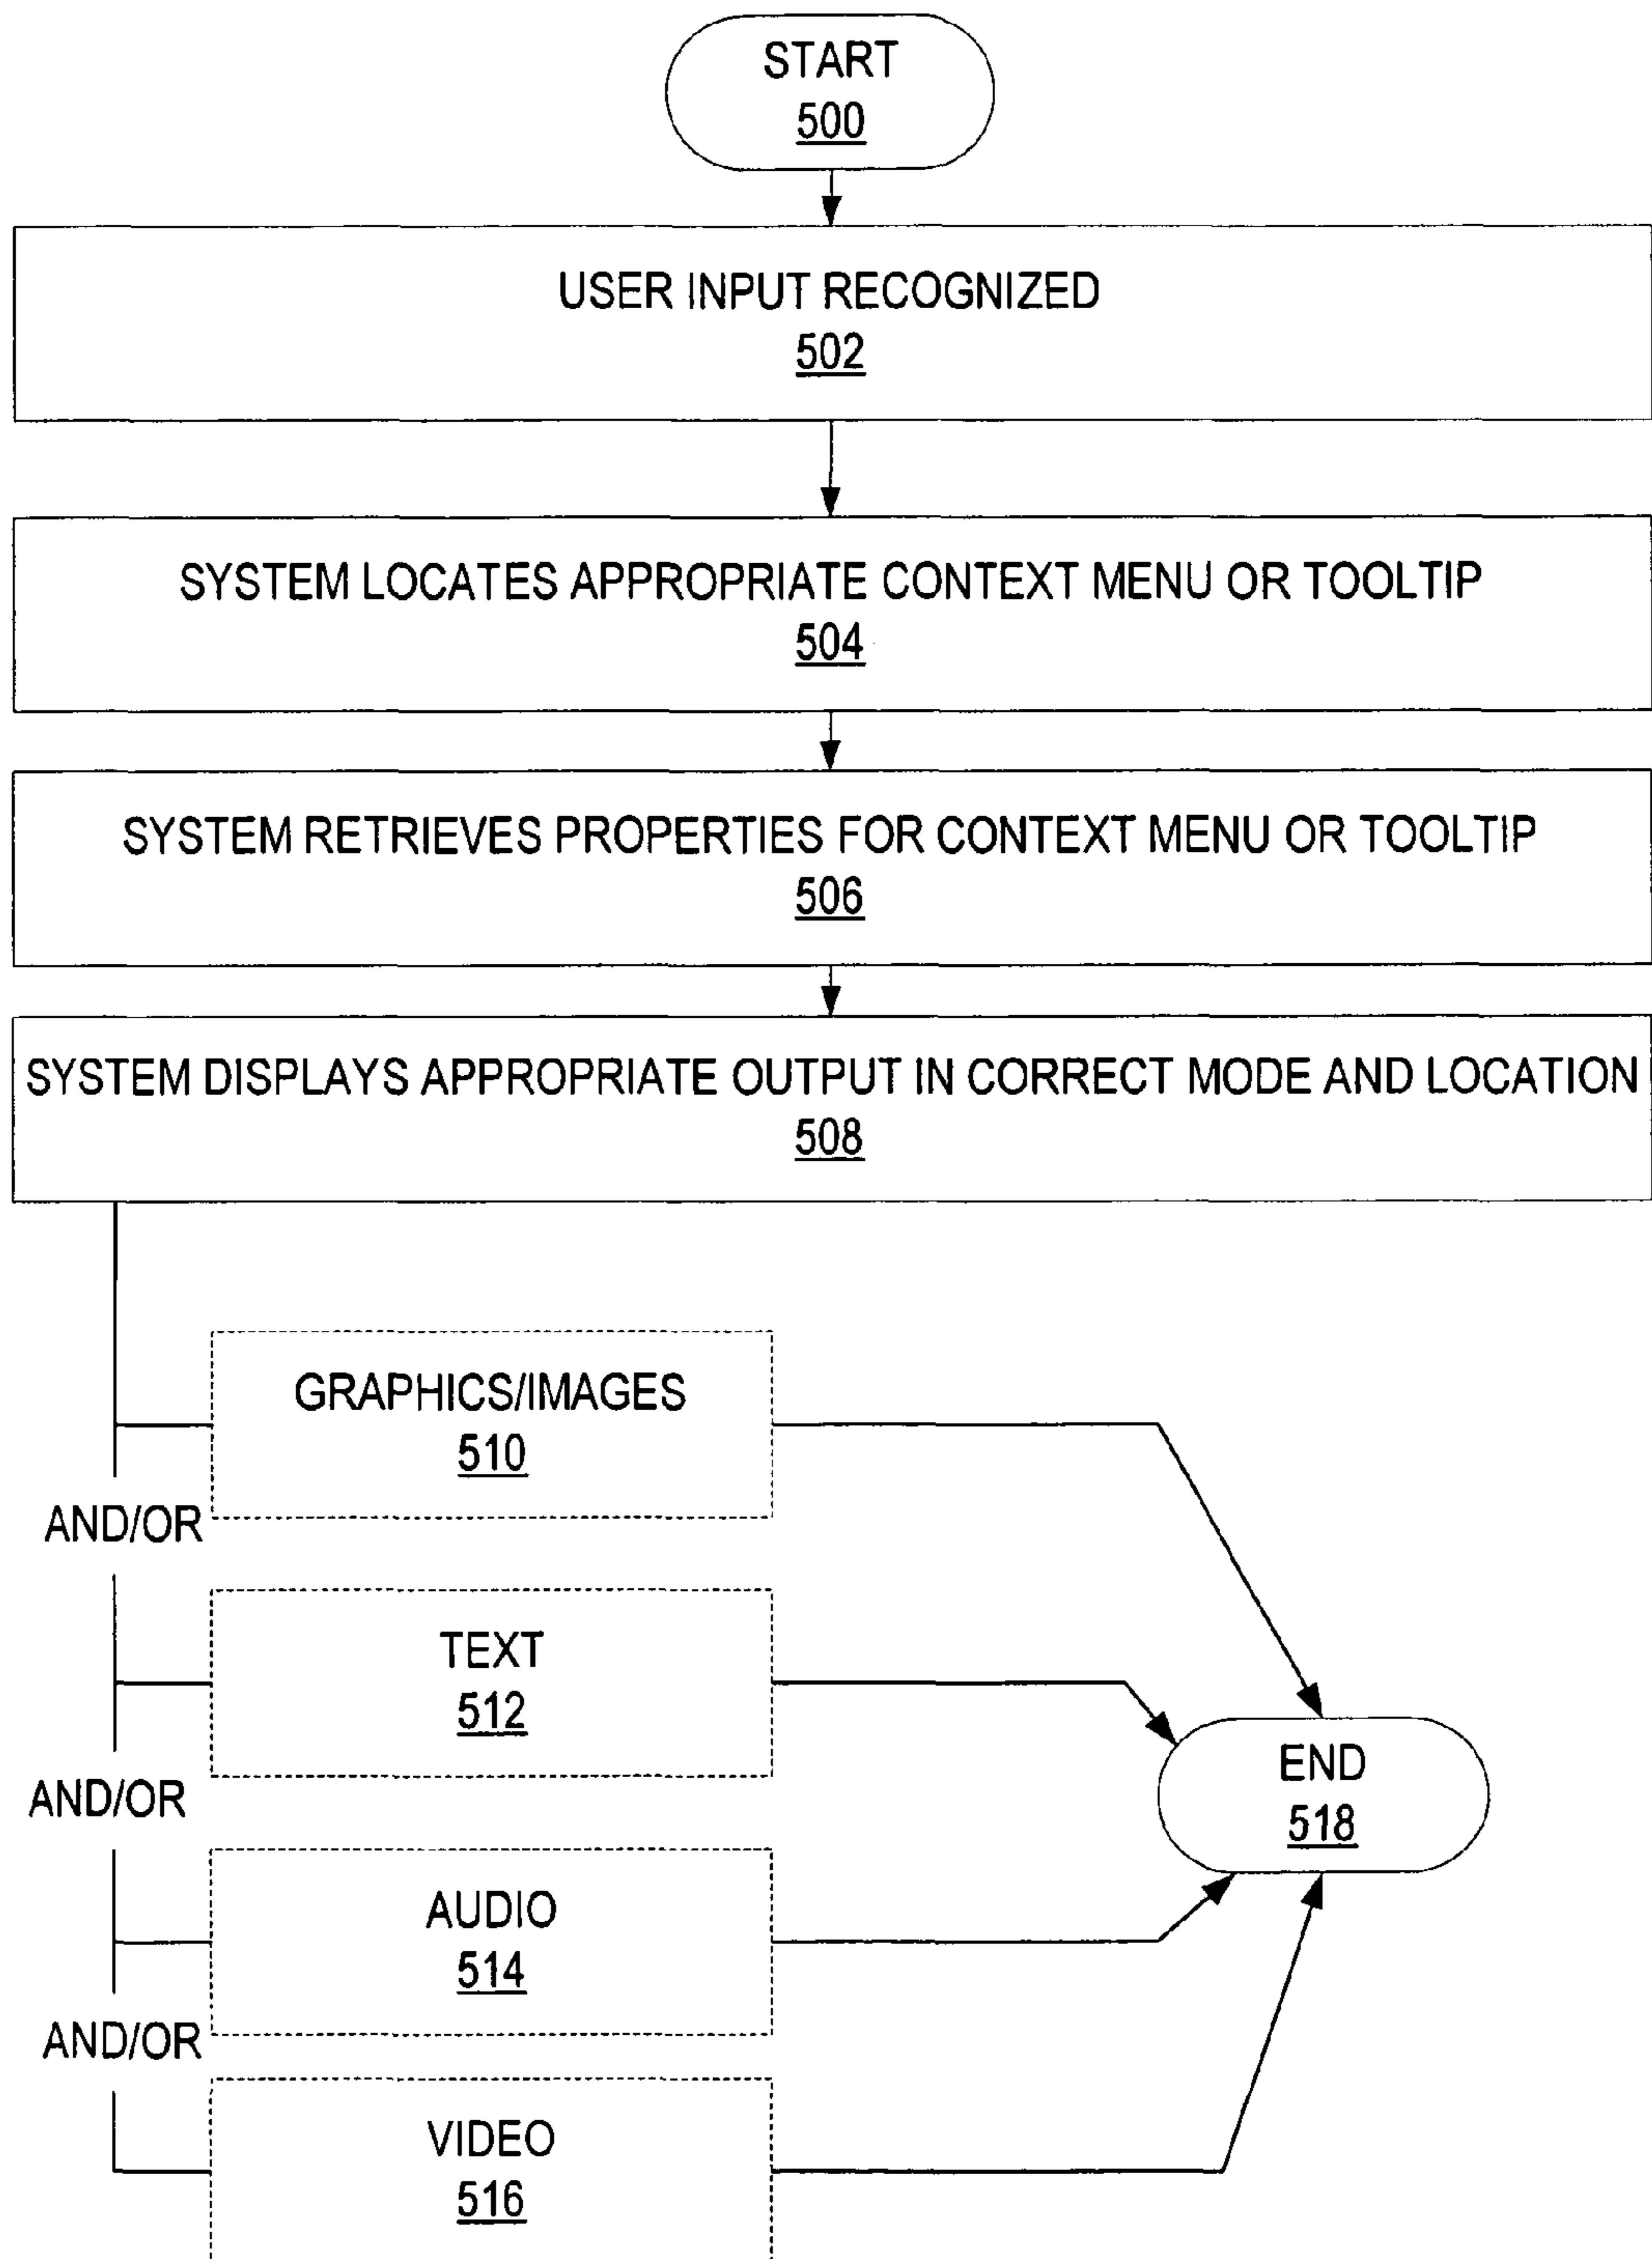 START
500
USER INPUT RECOGNIZED
502
SYSTEM LOCATES APPROPRIATE CONTEXT MENU OR TOOLTIP
504
SYSTEM RETRIEVES PROPERTIES FOR CONTEXT MENU OR TOOLTIP
506
SYSTEM DISPLAYS APPROPRIATE OUTPUT IN CORRECT MODE AND LOCATION
508
GRAPHICS/IMAGES
510
AND/OR
TEXT
512
AND/OR
END
518
AUDIO
514
AND/OR
VIDEO
516